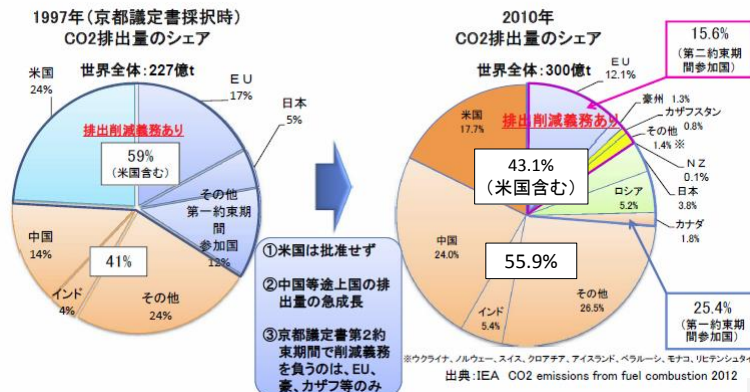 1997年(京都議定書採択時)
CO2排出量のシェア
世界全体：227億t
米国
24%
EU
17%
日本
5%
排出削減義務あり
59%
(米国含む)
その他
第一約束期
間
参加国
12%
中国
14%
41%
インド
4%
その他
24%
①米国は批准せず
②中国等途上国の排
出量の急成長
③京都議定書第2約
束期間で削減義務
を負うのは、EU、
豪、カザフ等のみ
2010年
CO2排出量のシェア
世界全体：300億t
15.6%
(第二約束期
間参加国)
EU
12.1%
豪州 1.3%
カザフスタン
0.8%
その他
1.4% ※
NZ
0.1%
日本
3.8%
ロシア
5.2%
カナダ
1.8%
米国
17.7%
排出削減義務あり
43.1%
（米国含む）
中国
24.0%
55.9%
インド
5.4%
その他
26.5%
25.4%
(第一約束期
間参加国)
※ウクライナ、ノルウェー、スイス、クロアチア、アイスランド、ベラルーシ、モナコ、リヒテンシュタイ
出典：IEA CO2 emissions from fuel combustion 2012